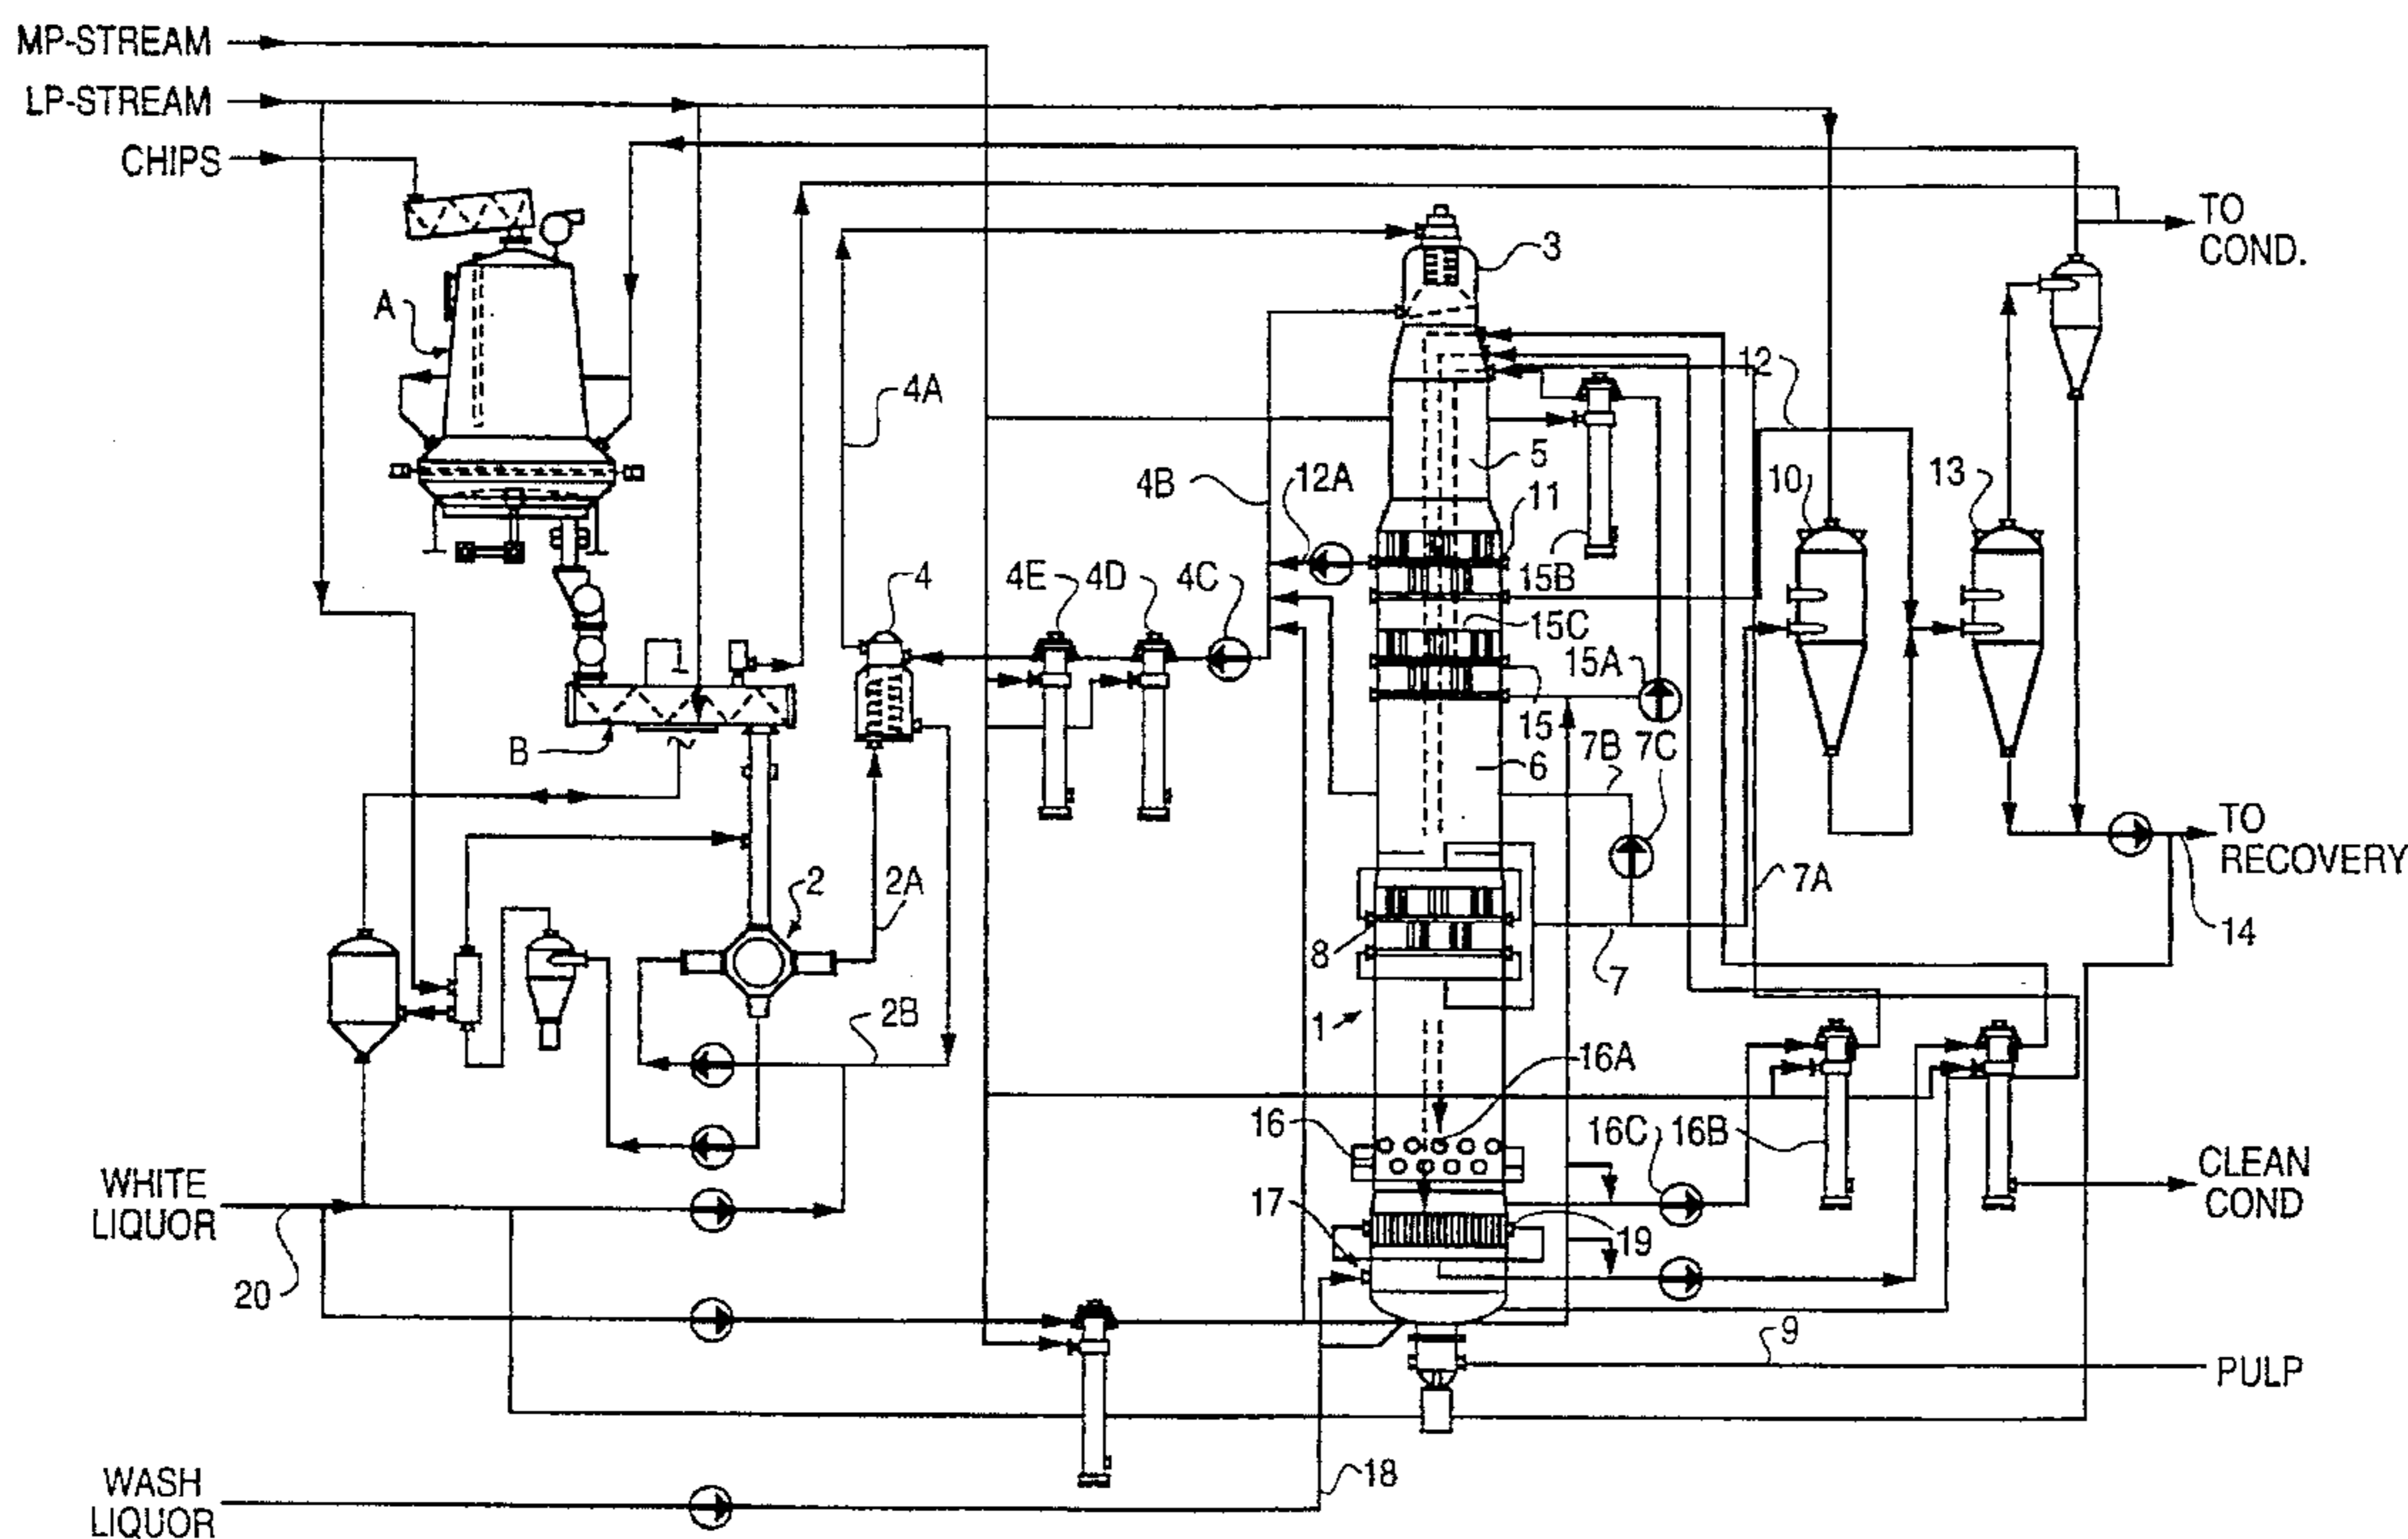 MP-STREAM
LP-STREAM
CHIPS
TO
COND.
3
A
12
4A
5
4B
12A
11
10
13
4
4E
4D
4C
15B
15C
15A
15
B
7B
7C
6
TO
RECOVERY
2
2A
7A
14
8
7
2B
1
16A
16
16C
16B
CLEAN
COND
WHITE
LIQUOR
17
19
20
9
PULP
18
WASH
LIQUOR